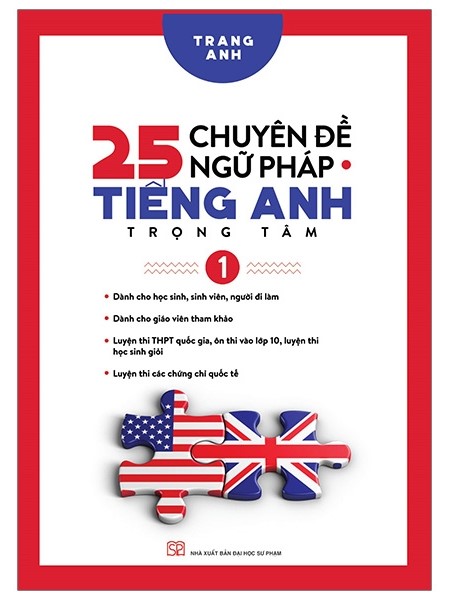 TRANG
ANH
25 CHUYÊN ĐỀ
NGỮ PHÁP •
TIẾNG ANH
TRỌNG TÂM
1
• Dành cho học sinh, sinh viên, người đi làm
• Dành cho giáo viên tham khảo
• Luyện thi THPT quốc gia, ôn thi vào lớp 10, luyện thi
học sinh giỏi
• Luyện thi các chứng chỉ quốc tế
SP
NHÀ XUẤT BẢN ĐẠI HỌC SƯ PHẠM